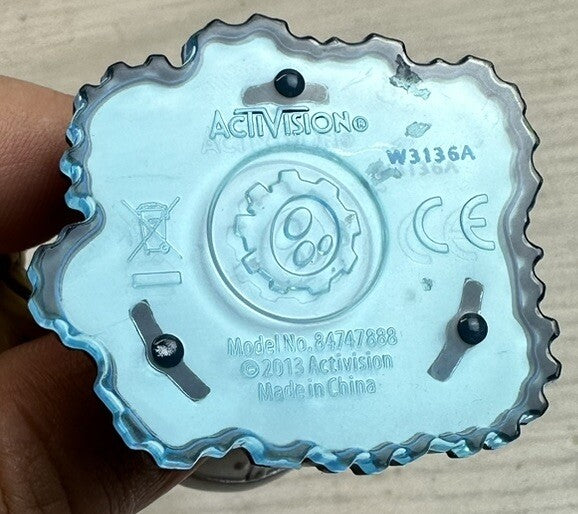 ACTIVISION®
W3136A
CE
Model No. 84747888
©2013 Activision
Made in China